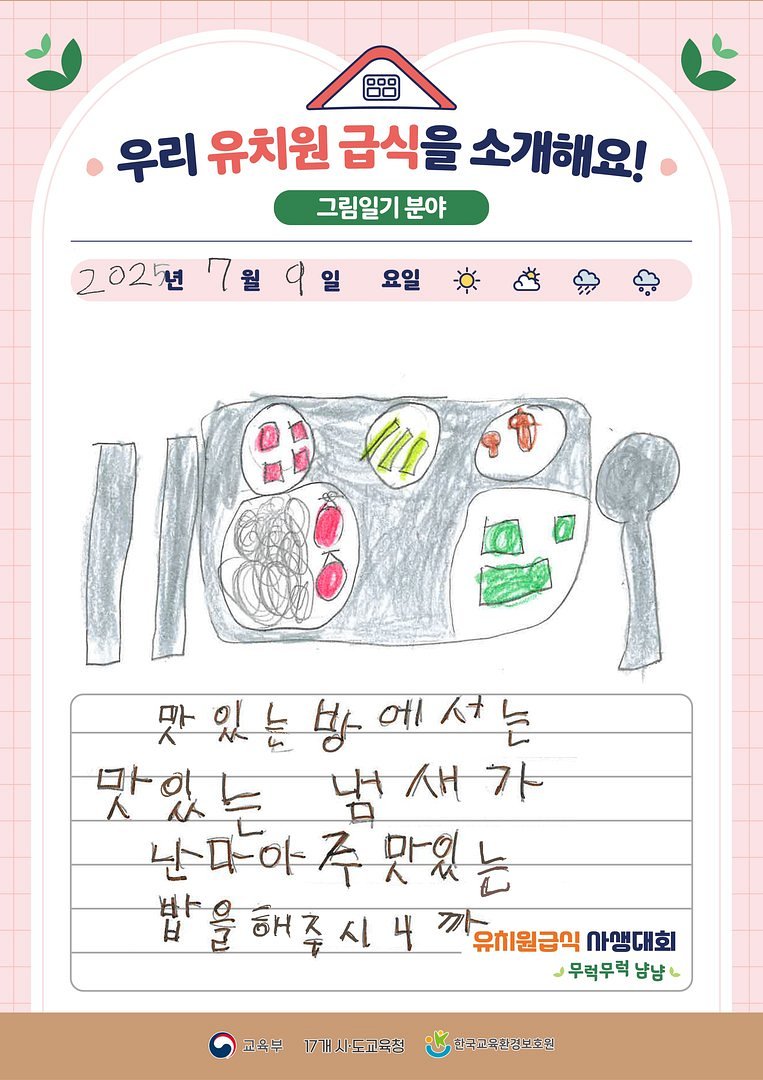 우리 유치원 급식을 소개해요!
그림일기 분야
2025년 7월 9일 요일
맛있는방에서는
맛있는 넘새가
난마아주맛있는
밥을해주시내까
유치원급식 사생대회
무럭무럭 냠냠
교육부 17개 시·도교육청 한국교육환경보호원